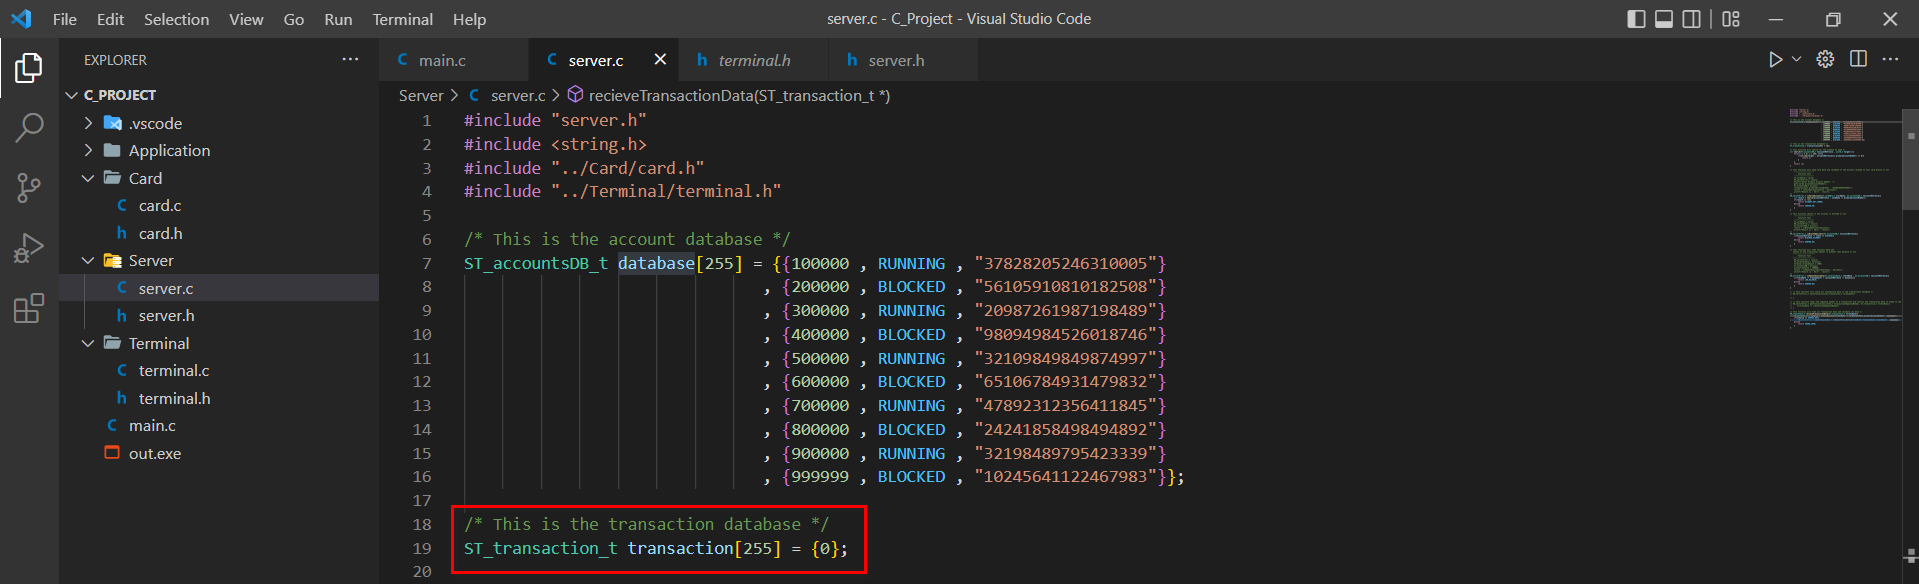 File Edit Selection View Go Run Terminal Help server.c - C_Project - Visual Studio Code
EXPLORER ...
C_PROJECT
.vscode
Application
Card
card.c
card.h
Server
server.c
server.h
Terminal
terminal.c
terminal.h
main.c
out.exe
C main.c C server.c h terminal.h h server.h
Server > C server.c > recieveTransactionData(ST_transaction_t *)
1 #include "server.h"
2 #include <string.h>
3 #include "../Card/card.h"
4 #include "../Terminal/terminal.h"
5
6 /* This is the account database */
7 ST_accountsDB_t database[255] = {{100000 , RUNNING , "37828205246310005"}
8 , {200000 , BLOCKED , "56105910810182508"}
9 , {300000 , RUNNING , "20987261987198489"}
10 , {400000 , BLOCKED , "98094984526018746"}
11 , {500000 , RUNNING , "32109849849874997"}
12 , {600000 , BLOCKED , "65106784931479832"}
13 , {700000 , RUNNING , "47892312356411845"}
14 , {800000 , BLOCKED , "24241858498494892"}
15 , {900000 , RUNNING , "32198489795423339"}
16 , {999999 , BLOCKED , "10245641122467983"}};
17
18 /* This is the transaction database */
19 ST_transaction_t transaction[255] = {0};
20